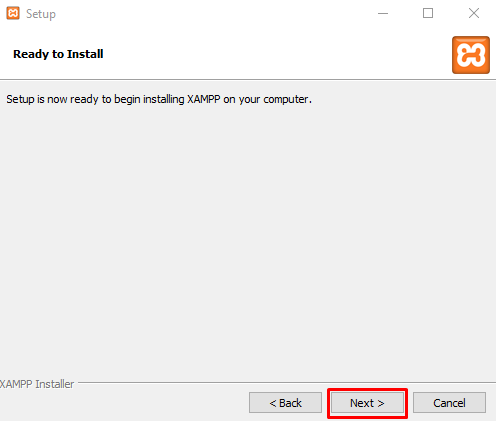 Setup
Ready to Install
Setup is now ready to begin installing XAMPP on your computer.
XAMPP Installer
< Back Next > Cancel